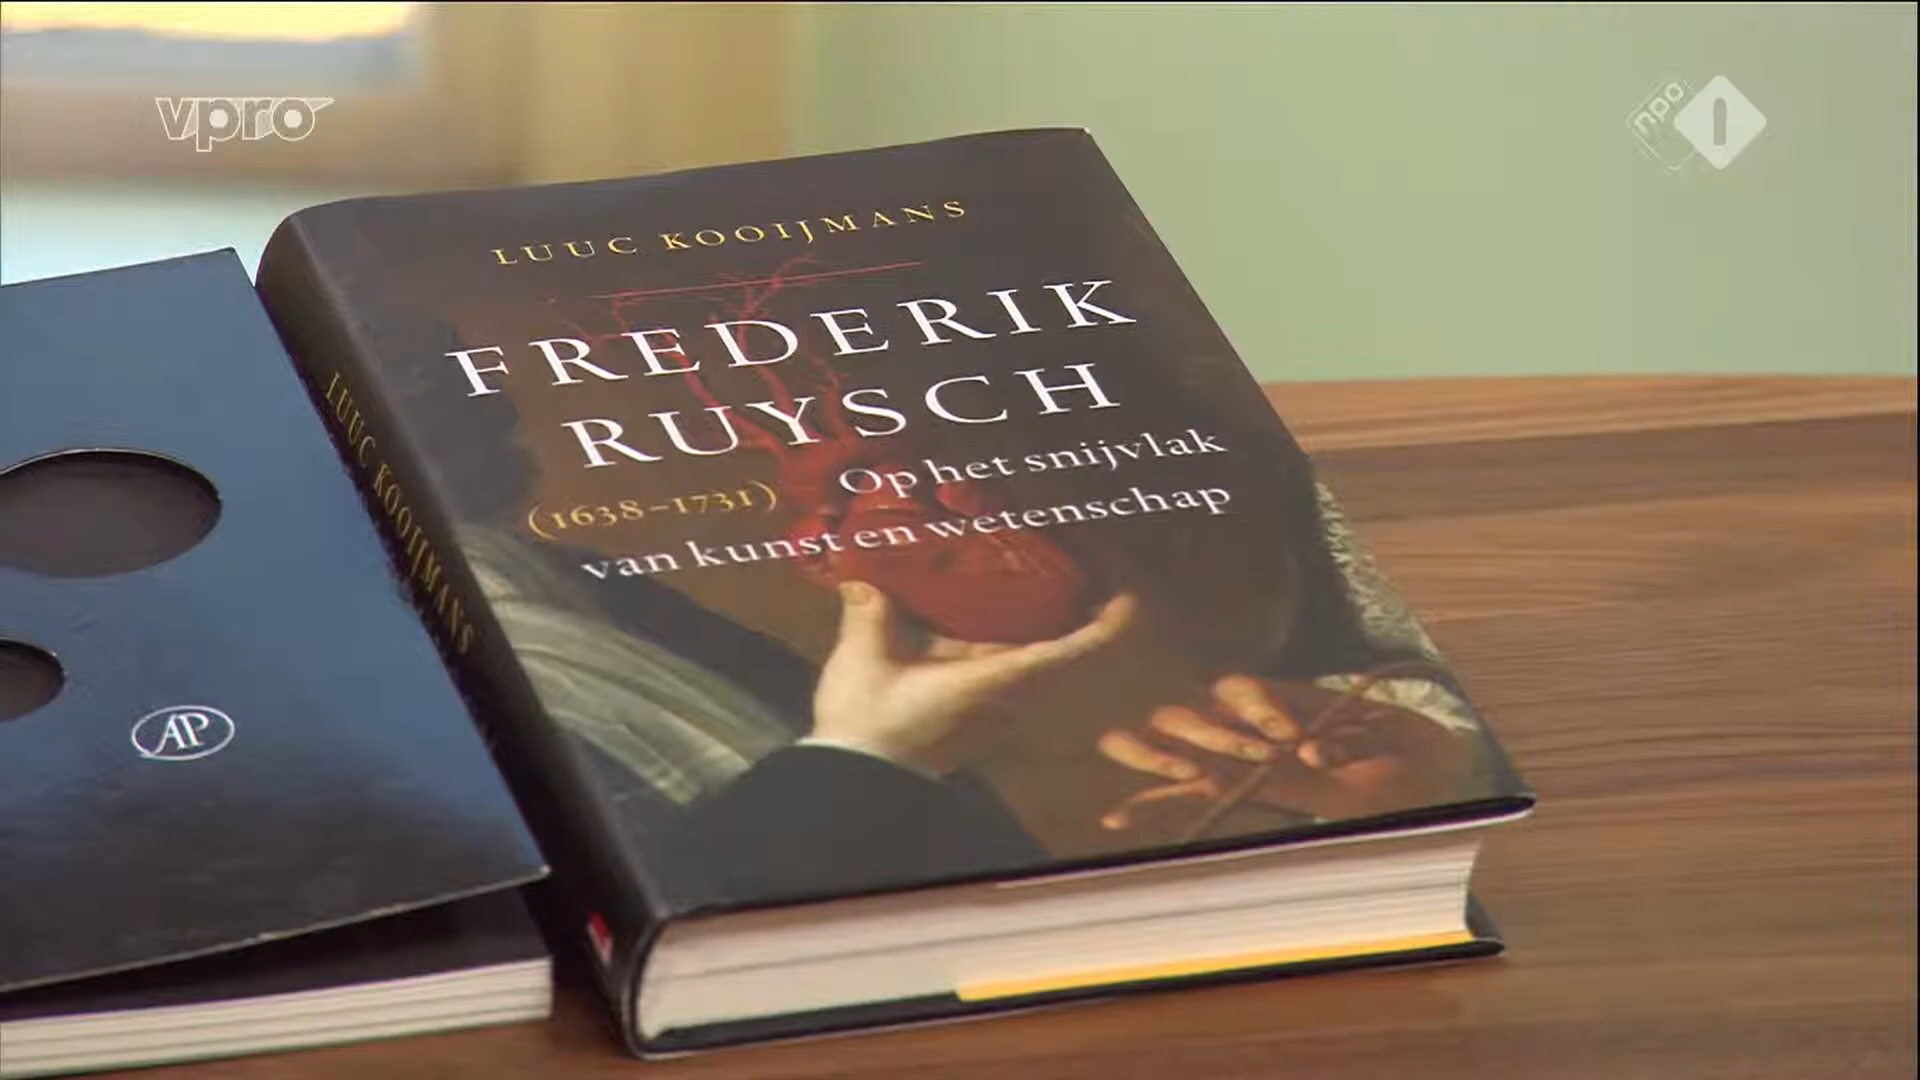 vpro
npo
1
LUUC KOOIJMANS
FREDERIK
RUYSCH
(1638–1731) Op het snijvlak
van kunst en wetenschap
LUUC KOOIJMANS
AP